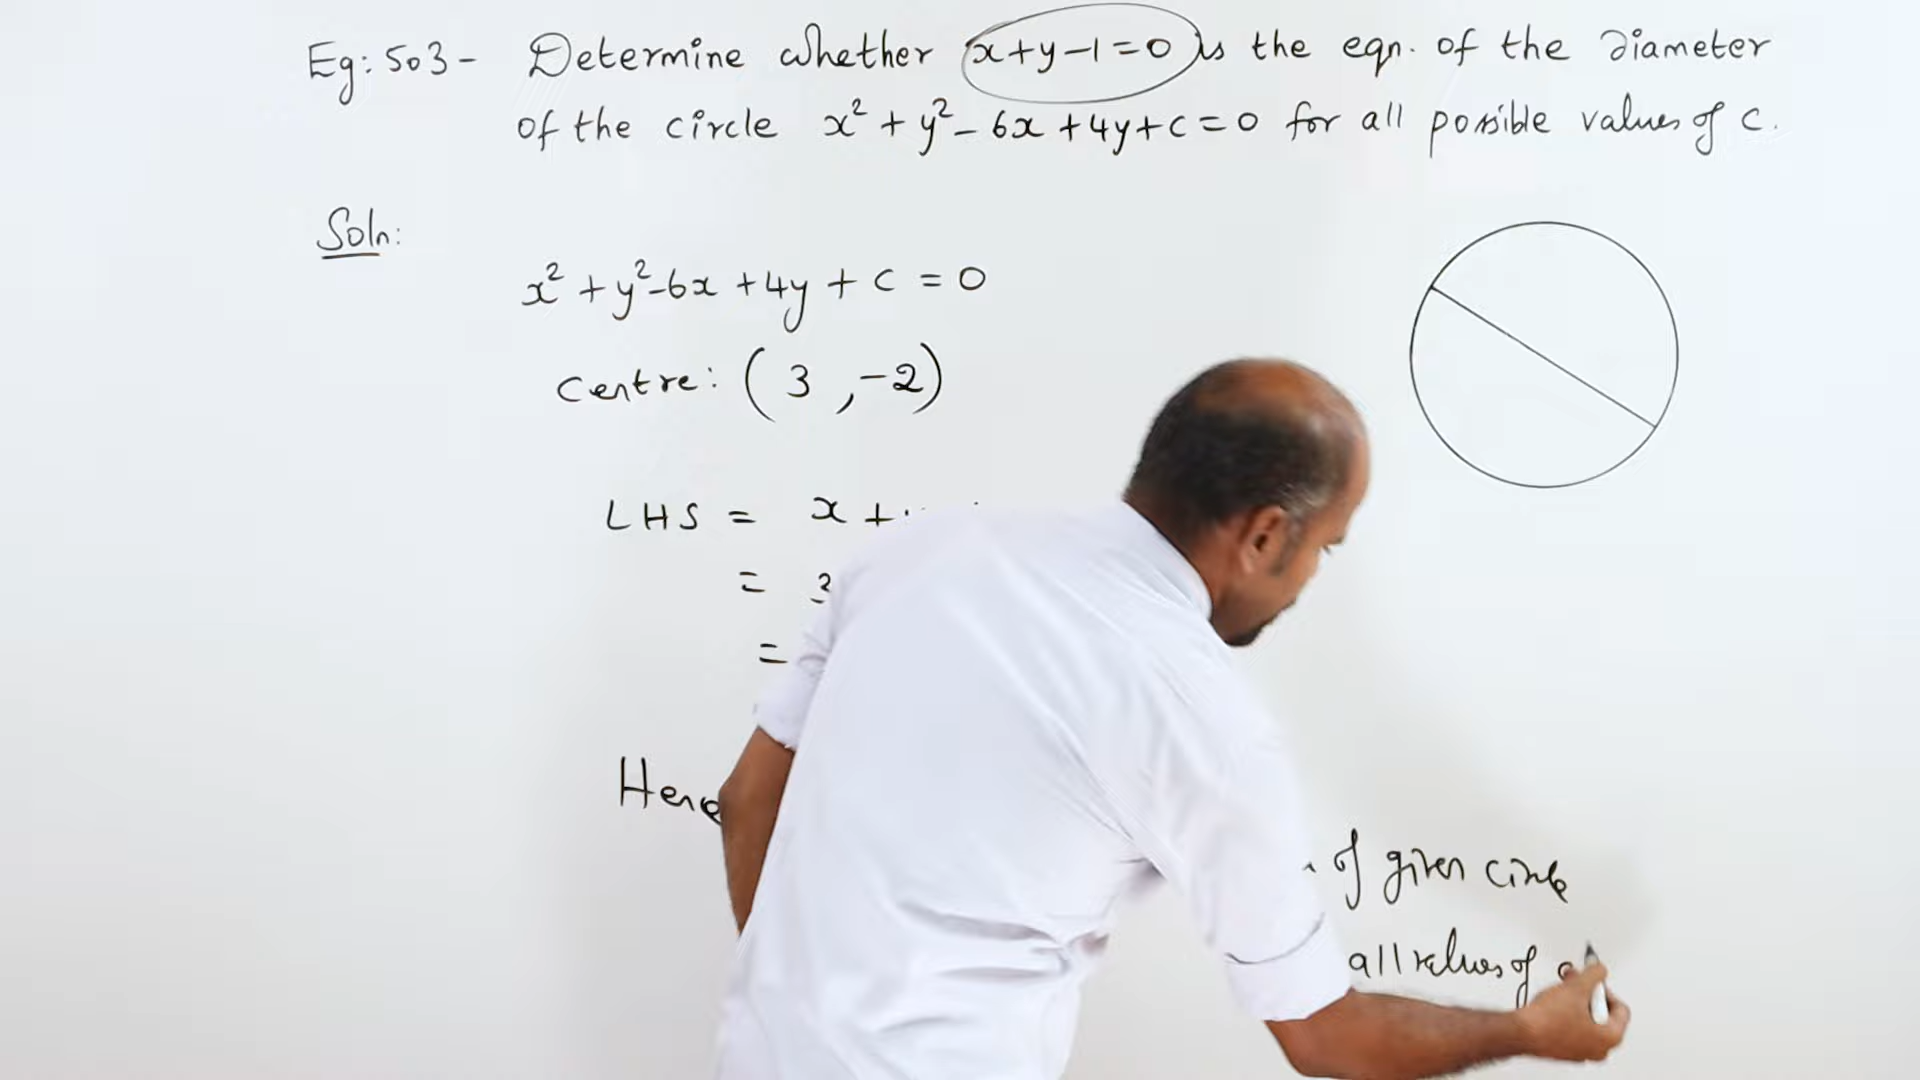 Eg: 503 - Determine whether x+y-1=0 is the eqn. of the diameter
of the circle x² + y² - 6x + 4y + c = 0 for all possible values of c.
Soln:
x² + y² - 6x + 4y + c = 0
Centre: (3, -2)
LHS = x +
= 3
=
of given circle
all values of